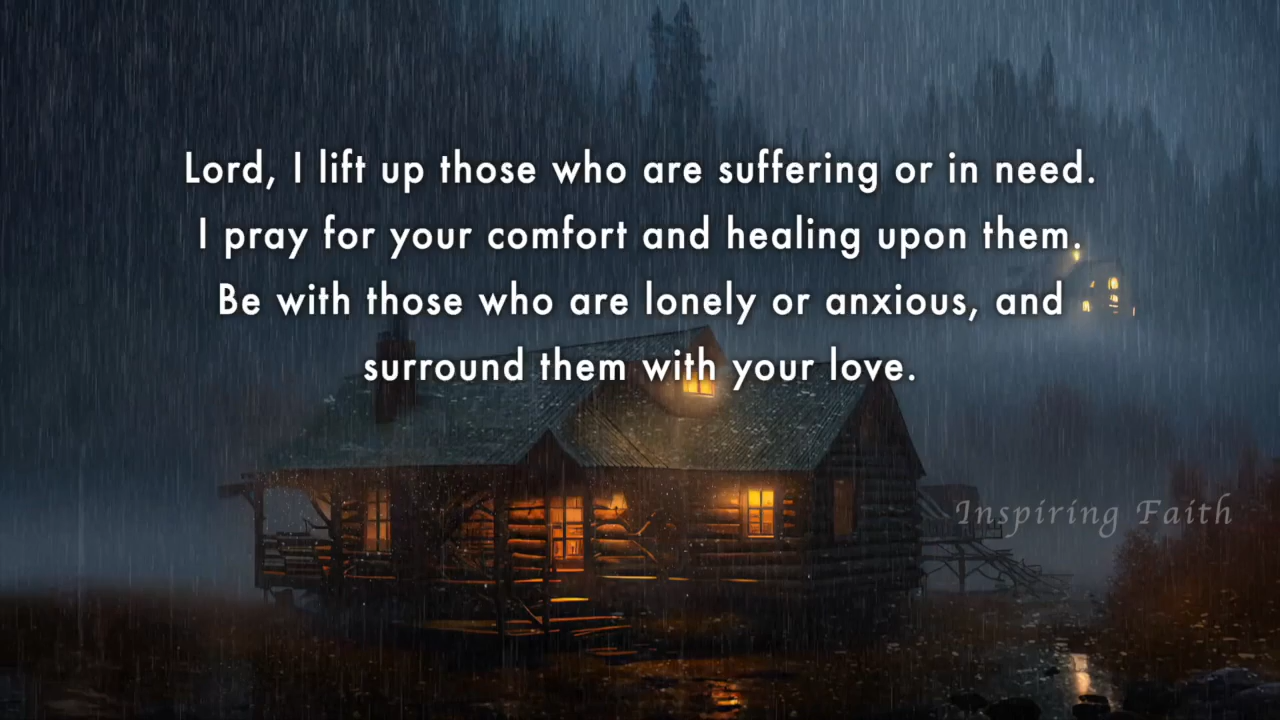 Lord, I lift up those who are suffering or in need.
I pray for your comfort and healing upon them.
Be with those who are lonely or anxious, and
surround them with your love.
Inspiring Faith